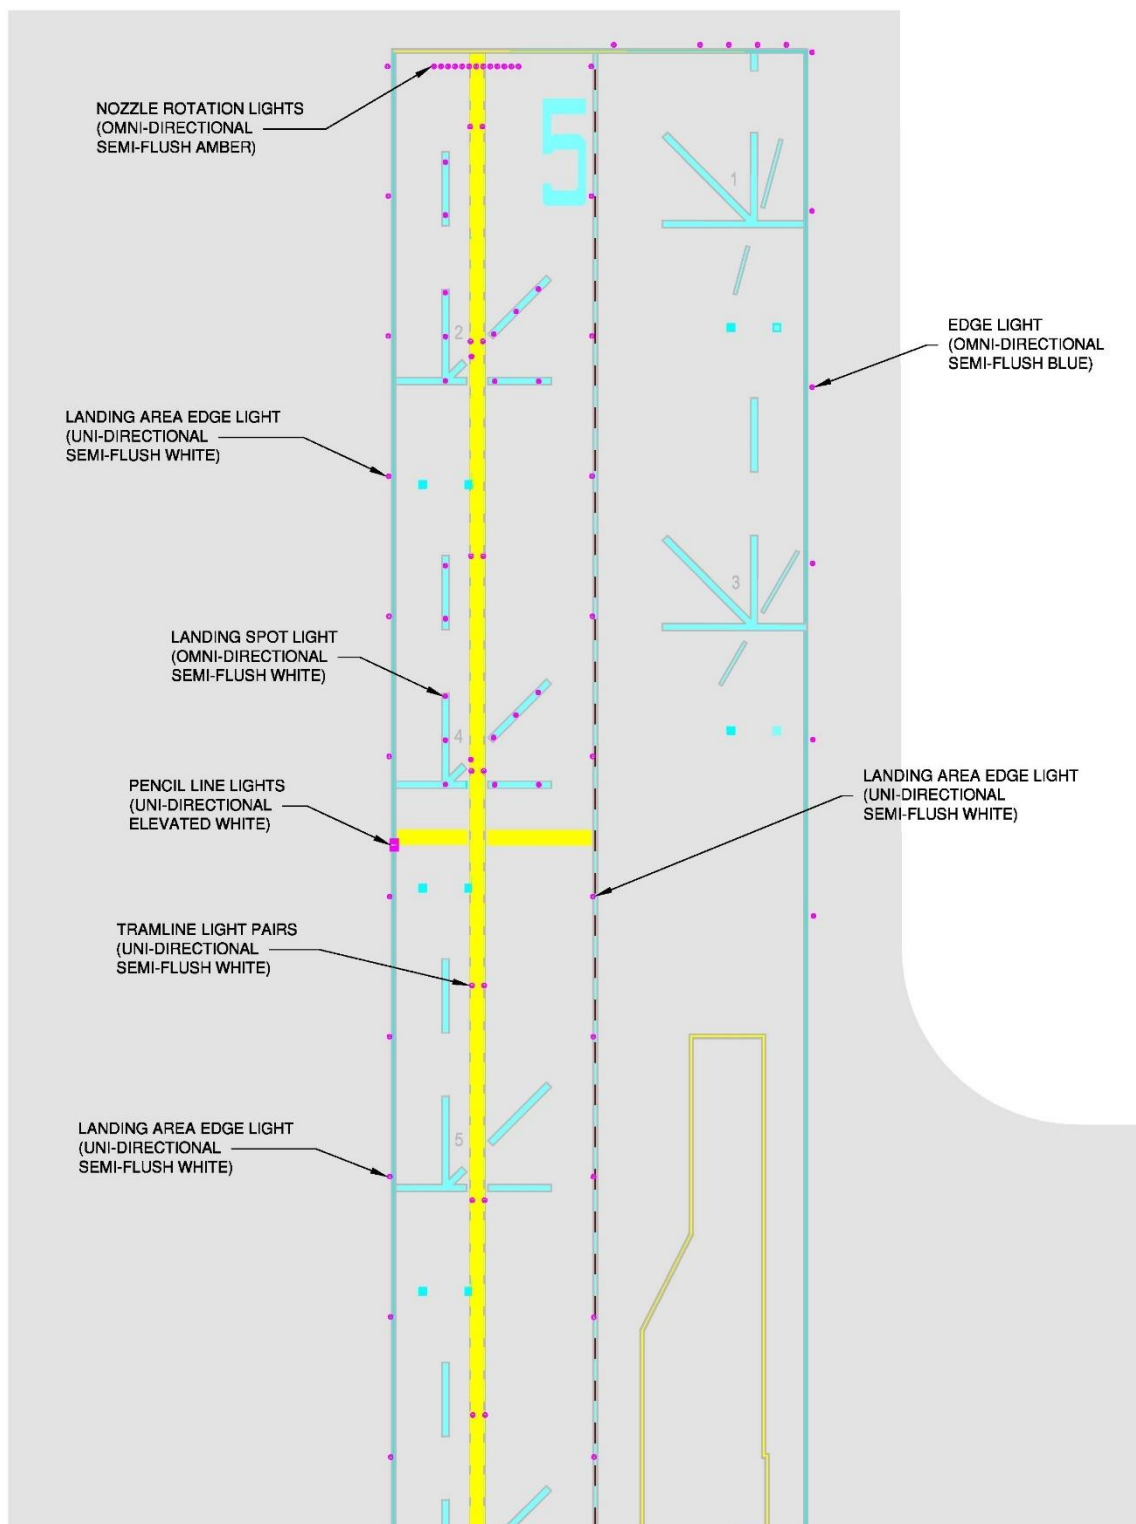 NOZZLE ROTATION LIGHTS
(OMNI-DIRECTIONAL
SEMI-FLUSH AMBER)
5
1
2
EDGE LIGHT
(OMNI-DIRECTIONAL
SEMI-FLUSH BLUE)
LANDING AREA EDGE LIGHT
(UNI-DIRECTIONAL
SEMI-FLUSH WHITE)
3
LANDING SPOT LIGHT
(OMNI-DIRECTIONAL
SEMI-FLUSH WHITE)
4
PENCIL LINE LIGHTS
(UNI-DIRECTIONAL
ELEVATED WHITE)
LANDING AREA EDGE LIGHT
(UNI-DIRECTIONAL
SEMI-FLUSH WHITE)
TRAMLINE LIGHT PAIRS
(UNI-DIRECTIONAL
SEMI-FLUSH WHITE)
LANDING AREA EDGE LIGHT
(UNI-DIRECTIONAL
SEMI-FLUSH WHITE)
5